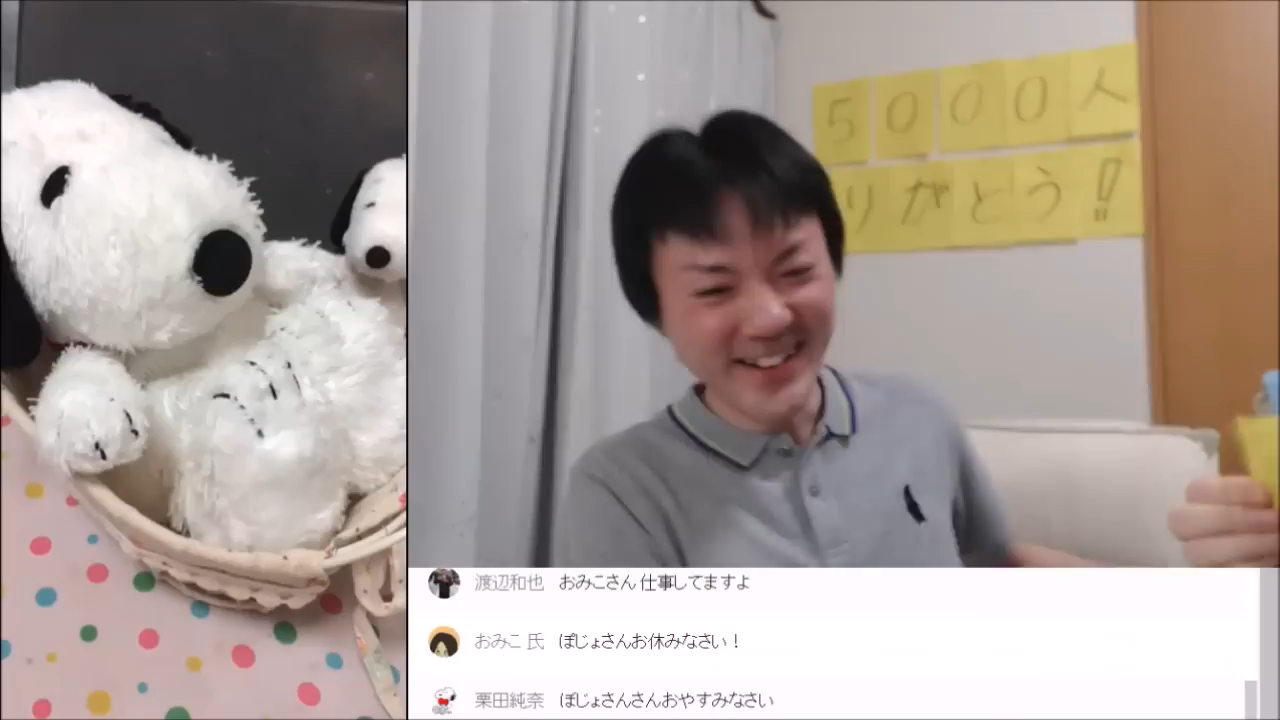 5000人
りがとう!
渡辺和也 おみこさん 仕事してますよ
おみこ 氏 ぽじょさんお休みなさい!
栗田純奈 ぽじょさんさんおやすみなさい